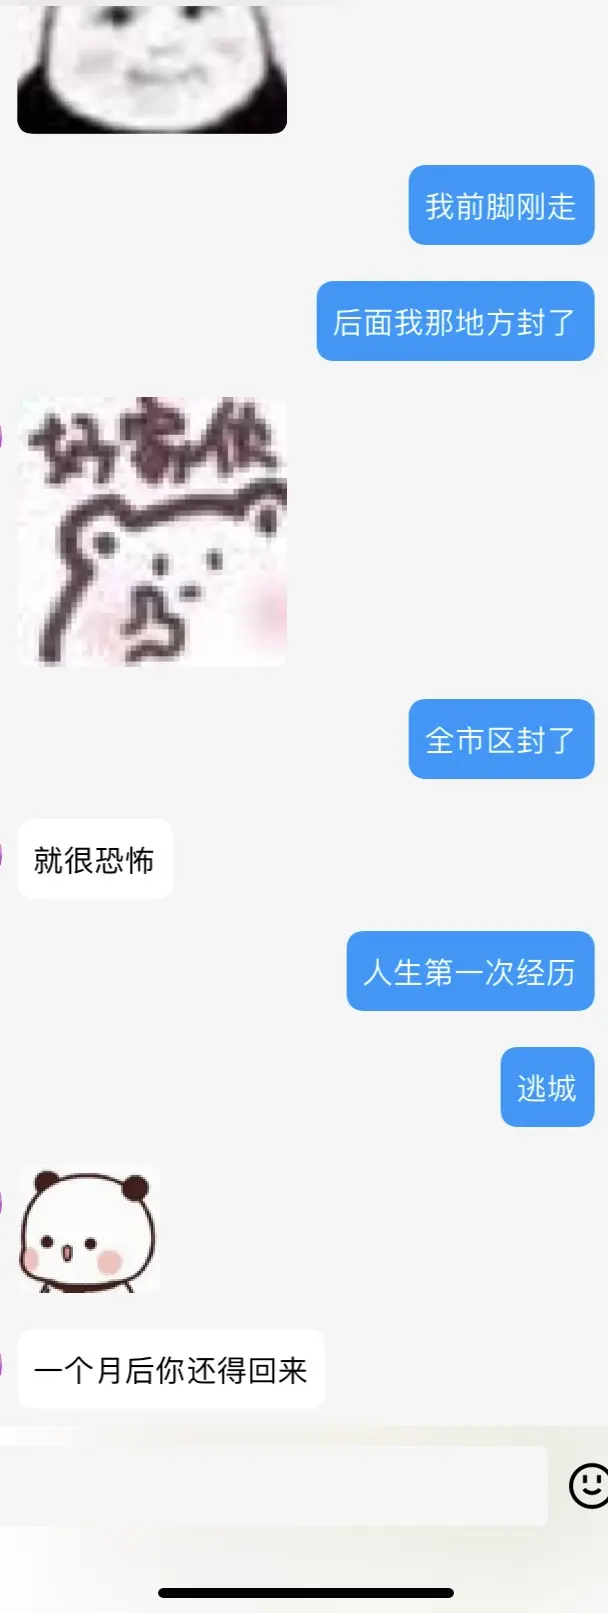 我前脚刚走
后面我那地方封了
好家伙
全市区封了
就很恐怖
人生第一次经历
逃城
一个月后你还得回来